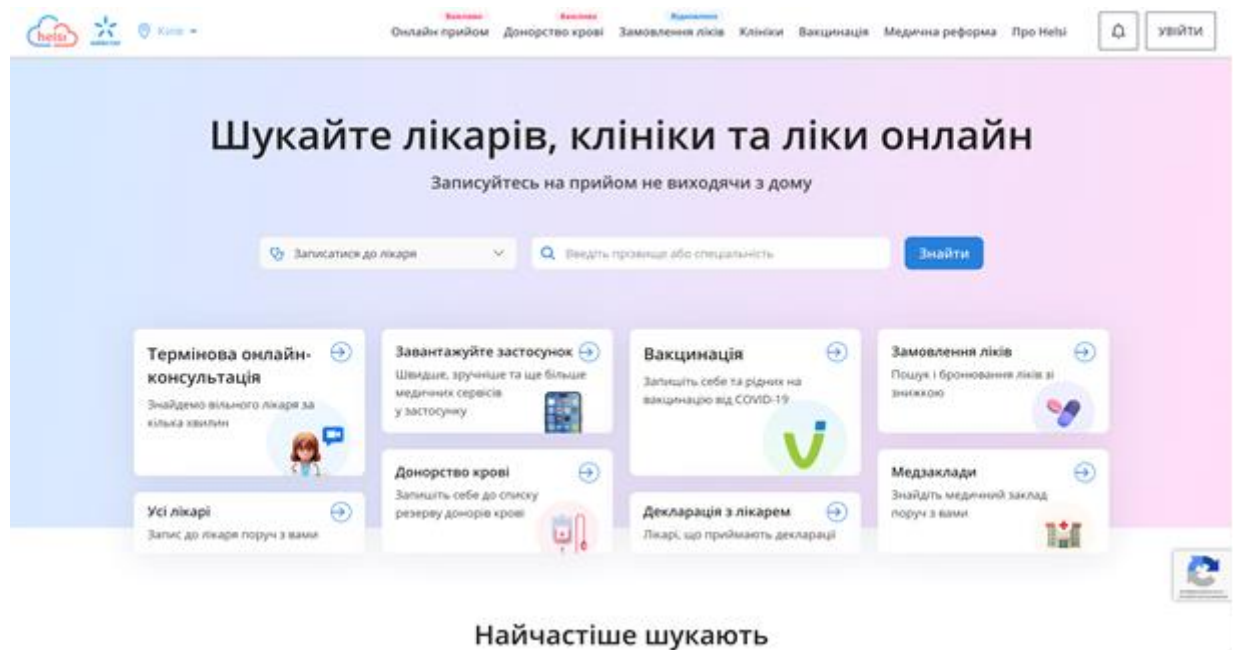 helsi
Київ
Важливо
Важливо
Відновлено
Онлайн прийом Донорство крові Замовлення ліків Клініки Вакцинація Медична реформа Про Helsi
УВІЙТИ
Шукайте лікарів, клініки та ліки онлайн
Записуйтесь на прийом не виходячи з дому
Записатися до лікаря
Введіть прізвище або спеціальність
Знайти
Термінова онлайн-
консультація
Знайдемо вільного лікаря за
кілька хвилин
Завантажуйте застосунок
Швидше, зручніше та ще більше
медичних сервісів
у застосунку
Вакцинація
Запишіть себе та рідних на
вакцинацію від COVID-19
Замовлення ліків
Пошук і бронювання ліків зі
знижкою
Усі лікарі
Запис до лікаря поруч з вами
Донорство крові
Запишіть себе до списку
резерву донорів крові
Декларація з лікарем
Лікарі, що приймають декларації
Медзаклади
Знайдіть медичний заклад
поруч з вами
Найчастіше шукають